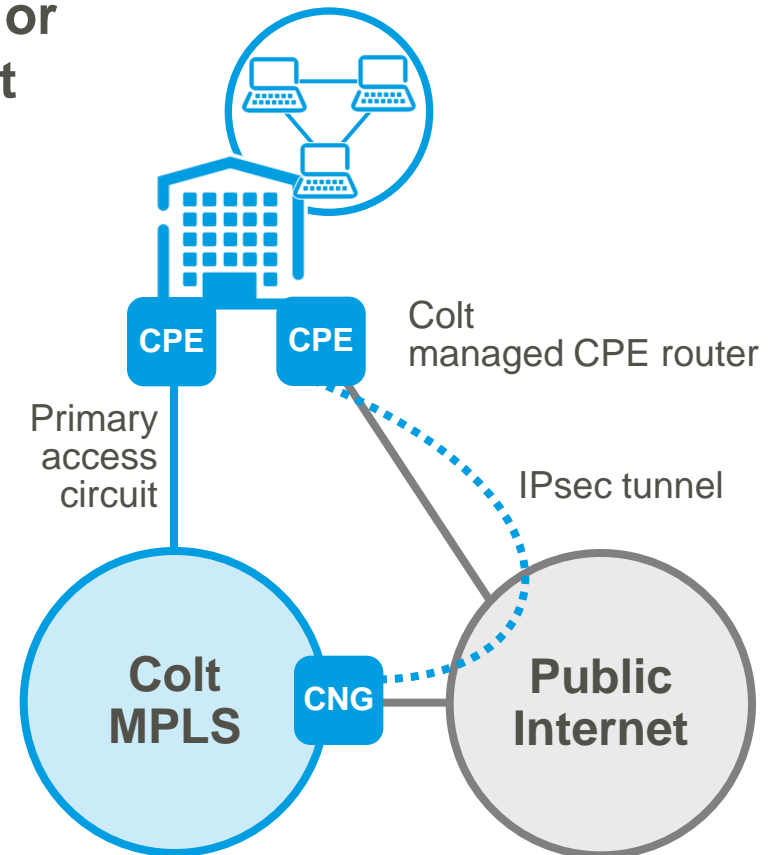 or
t
CPE
CPE
Colt
managed CPE router
Primary
access
circuit
IPsec tunnel
Colt
MPLS
CNG
Public
Internet